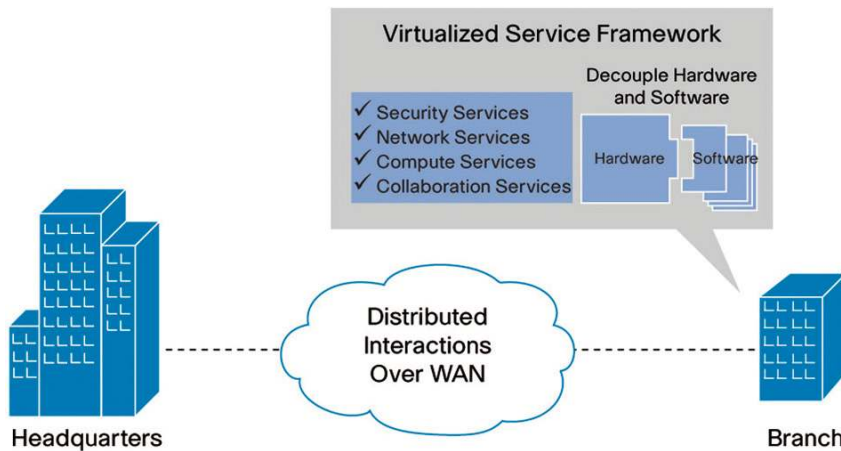 Virtualized Service Framework
Decouple Hardware
and Software
✓ Security Services
✓ Network Services
✓ Compute Services
✓ Collaboration Services
Hardware
Software
Distributed
Interactions
Over WAN
Headquarters
Branch